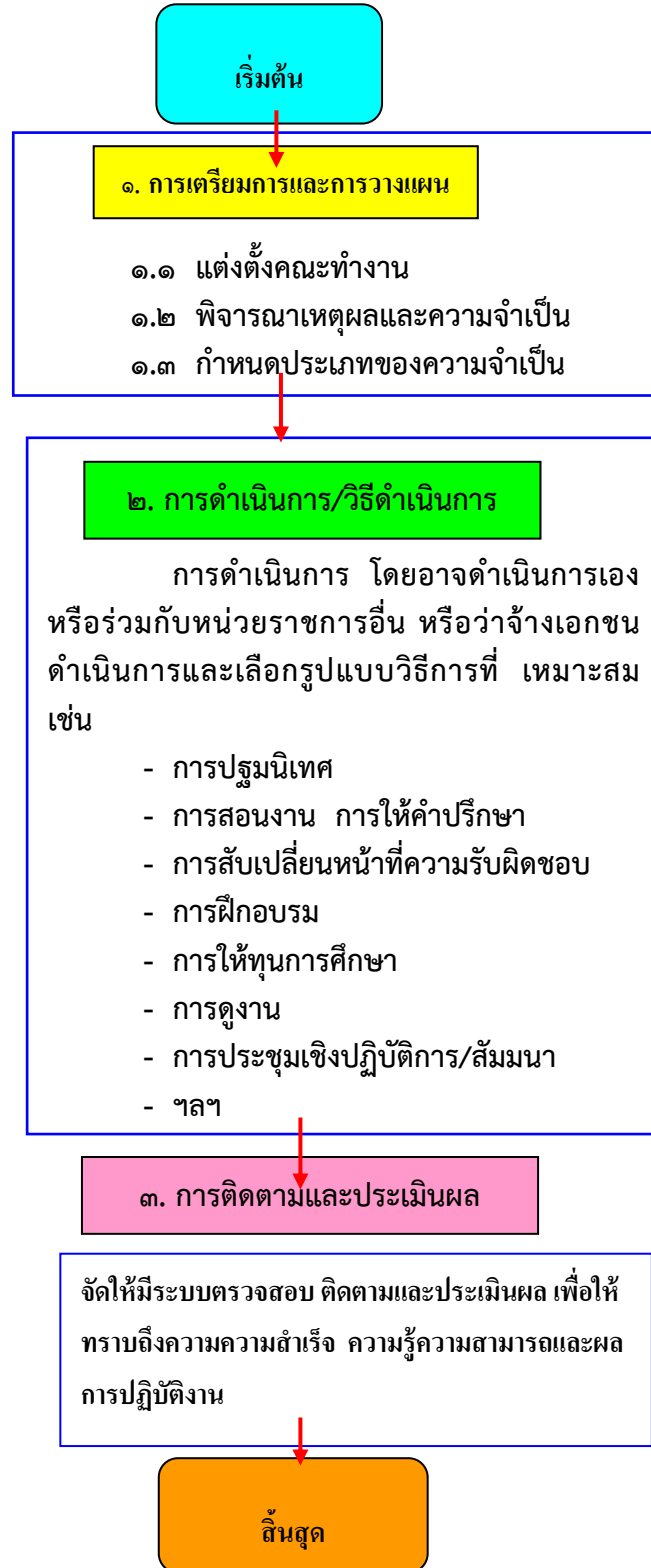 เริ่มต้น
๑. การเตรียมการและการวางแผน
๑.๑ แต่งตั้งคณะทำงาน
๑.๒ พิจารณาเหตุผลและความจำเป็น
๑.๓ กำหนดประเภทของความจำเป็น
๒. การดำเนินการ/วิธีดำเนินการ
การดำเนินการ โดยอาจดำเนินการเอง
หรือร่วมกับหน่วยราชการอื่น หรือว่าจ้างเอกชน
ดำเนินการและเลือกรูปแบบวิธีการที่ เหมาะสม
เช่น
- การปฐมนิเทศ
- การสอนงาน การให้คำปรึกษา
- การสับเปลี่ยนหน้าที่ความรับผิดชอบ
- การฝึกอบรม
- การให้ทุนการศึกษา
- การดูงาน
- การประชุมเชิงปฏิบัติการ/สัมมนา
- ฯลฯ
๓. การติดตามและประเมินผล
จัดให้มีระบบตรวจสอบ ติดตามและประเมินผล เพื่อให้
ทราบถึงความความสำเร็จ ความรู้ความสามารถและผล
การปฏิบัติงาน
สิ้นสุด